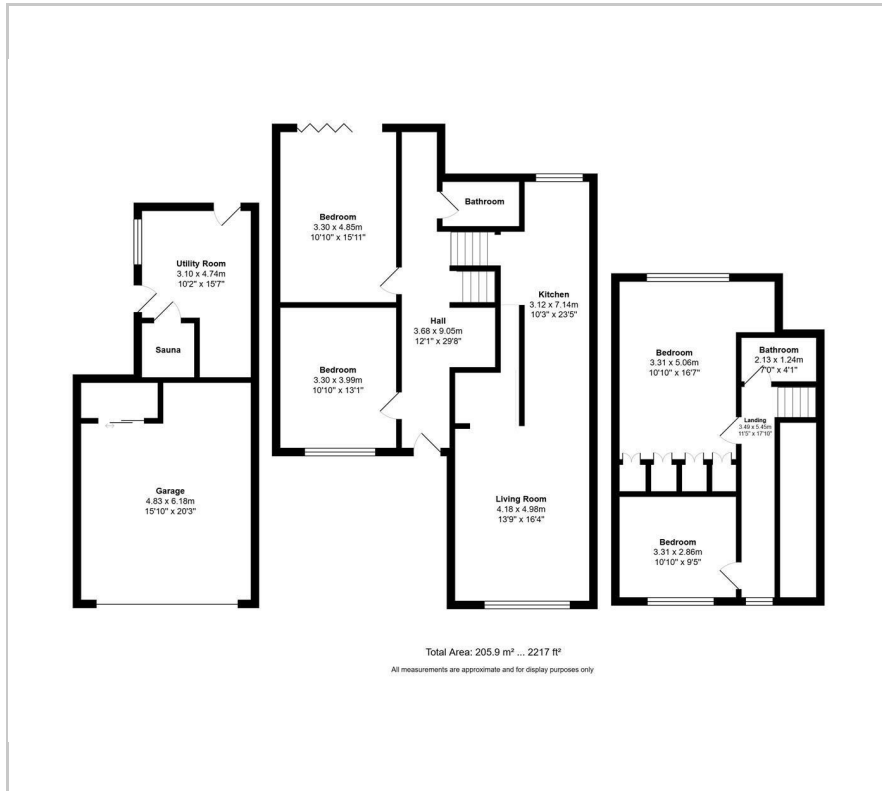 Utility Room
3.10 x 4.74m
10'2" x 15'7"
Sauna
Garage
4.83 x 6.18m
15'10" x 20'3"
Bedroom
3.30 x 4.85m
10'10" x 15'11"
Bathroom
Kitchen
3.12 x 7.14m
10'3" x 23'5"
Hall
3.68 x 9.05m
12'1" x 29'8"
Bedroom
3.30 x 3.99m
10'10" x 13'1"
Living Room
4.18 x 4.98m
13'9" x 16'4"
Bedroom
3.31 x 5.06m
10'10" x 16'7"
Bathroom
2.13 x 1.24m
7'0" x 4'1"
Landing
3.49 x 5.45m
11'5" x 17'10"
Bedroom
3.31 x 2.86m
10'10" x 9'5"
Total Area: 205.9 m² ... 2217 ft²
All measurements are approximate and for display purposes only